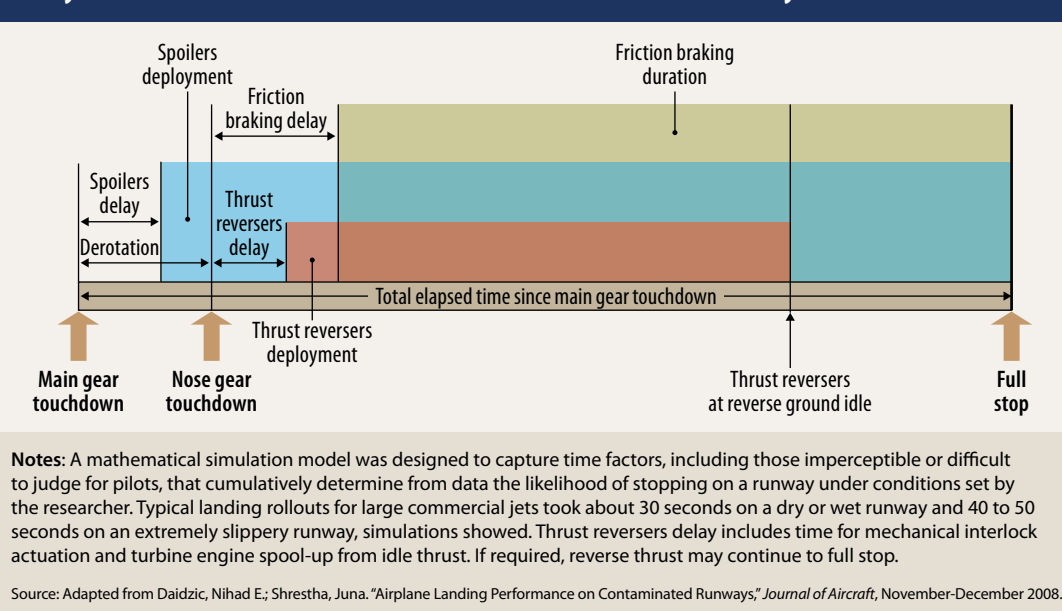 Spoilers
deployment
Friction
braking delay
Friction braking
duration
Spoilers
delay
Thrust
reversers
delay
Derotation
Total elapsed time since main gear touchdown
Thrust reversers
deployment
Main gear
touchdown
Nose gear
touchdown
Thrust reversers
at reverse ground idle
Full
stop
Notes: A mathematical simulation model was designed to capture time factors, including those imperceptible or difficult
to judge for pilots, that cumulatively determine from data the likelihood of stopping on a runway under conditions set by
the researcher. Typical landing rollouts for large commercial jets took about 30 seconds on a dry or wet runway and 40 to 50
seconds on an extremely slippery runway, simulations showed. Thrust reversers delay includes time for mechanical interlock
actuation and turbine engine spool-up from idle thrust. If required, reverse thrust may continue to full stop.
Source: Adapted from Daidzic, Nihad E.; Shrestha, Juna. “Airplane Landing Performance on Contaminated Runways,” Journal of Aircraft, November-December 2008.